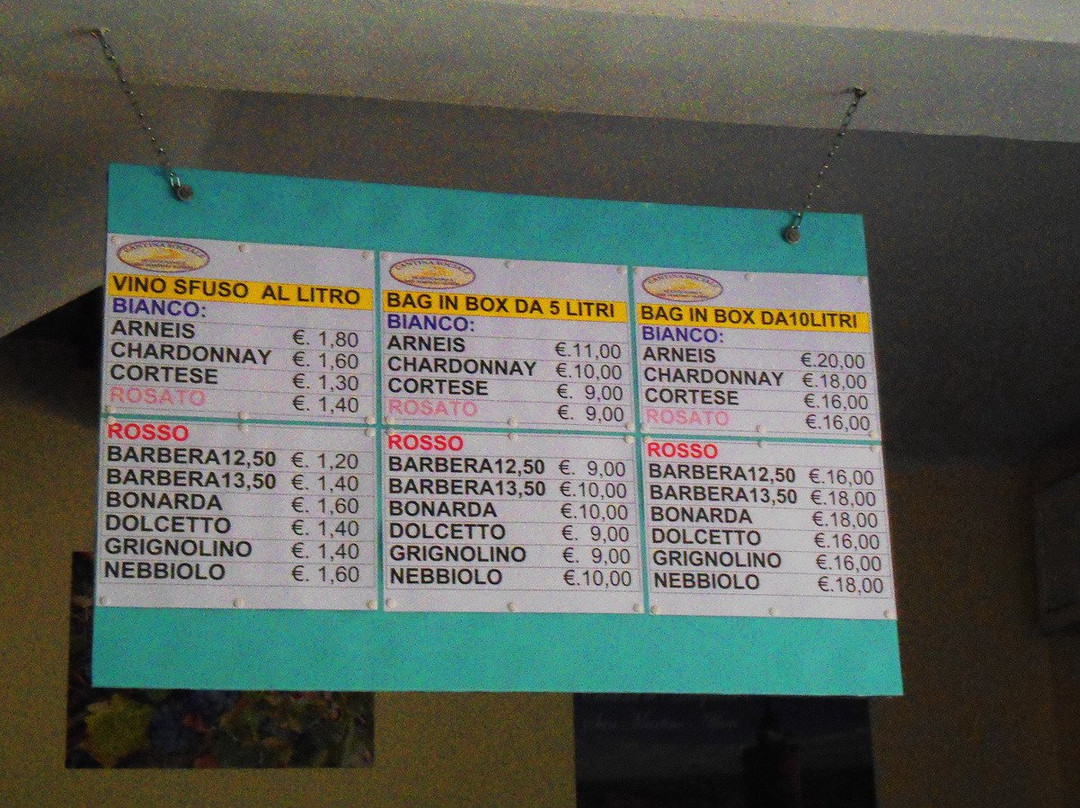 CANTINA SOCIALE
VINO SFUSO AL LITRO
BIANCO:
ARNEIS €. 1,80
CHARDONNAY €. 1,60
CORTESE €. 1,30
ROSATO €. 1,40
ROSSO
BARBERA12,50 €. 1,20
BARBERA13,50 €. 1,40
BONARDA €. 1,60
DOLCETTO €. 1,40
GRIGNOLINO €. 1,40
NEBBIOLO €. 1,60
CANTINA SOCIALE
BAG IN BOX DA 5 LITRI
BIANCO:
ARNEIS €.11,00
CHARDONNAY €.10,00
CORTESE €. 9,00
ROSATO €. 9,00
ROSSO
BARBERA12,50 €. 9,00
BARBERA13,50 €.10,00
BONARDA €.10,00
DOLCETTO €. 9,00
GRIGNOLINO €. 9,00
NEBBIOLO €.10,00
CANTINA SOCIALE
BAG IN BOX DA10LITRI
BIANCO:
ARNEIS €.20,00
CHARDONNAY €.18,00
CORTESE €.16,00
ROSATO €.16,00
ROSSO
BARBERA12,50 €.16,00
BARBERA13,50 €.18,00
BONARDA €.18,00
DOLCETTO €.16,00
GRIGNOLINO €.16,00
NEBBIOLO €.18,00